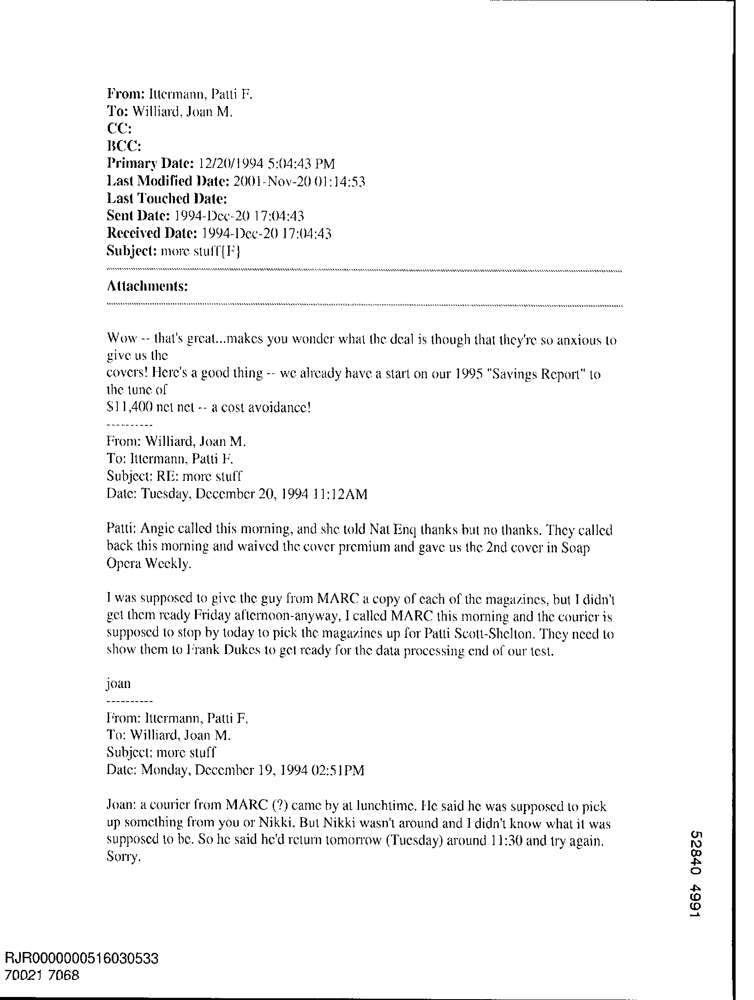 From: Ittermann, Patti F.
To: Williard, Joan M.
CC:
BCC:
Primary Date: 12/20/1994 5:04:43 PM
Last Modified Date: 2001-Nov-20 01:14:53
Last Touched Date:
Sent Date: 1994-Dec-20 17:04:43
Received Date: 1994-Dec-20 17:04:43
Subject: more stuff{F}
Attachments:
Wow -- that's great...makes you wonder what the deal is though that they're so anxious to
give us the
covers! Here's a good thing -- we already have a start on our 1995 "Savings Report" to
the tune of
$11,400 net net -- a cost avoidance!
----------
From: Williard, Joan M.
To: Ittermann, Patti F.
Subject: RE: more stuff
Date: Tuesday, December 20, 1994 11:12AM
Patti: Angie called this morning, and she told Nat Enq thanks but no thanks. They called
back this morning and waived the cover premium and gave us the 2nd cover in Soap
Opera Weekly.
I was supposed to give the guy from MARC a copy of each of the magazines, but I didn't
get them ready Friday afternoon-anyway, I called MARC this morning and the courier is
supposed to stop by today to pick the magazines up for Patti Scott-Shelton. They need to
show them to Frank Dukes to get ready for the data processing end of our test.
joan
----------
From: Ittermann, Patti F.
To: Williard, Joan M.
Subject: more stuff
Date: Monday, December 19, 1994 02:51PM
Joan: a courier from MARC (?) came by at lunchtime. He said he was supposed to pick
up something from you or Nikki. But Nikki wasn't around and I didn't know what it was
supposed to be. So he said he'd return tomorrow (Tuesday) around 11:30 and try again.
Sorry.
52840 4991
RJR0000000516030533
70021 7068